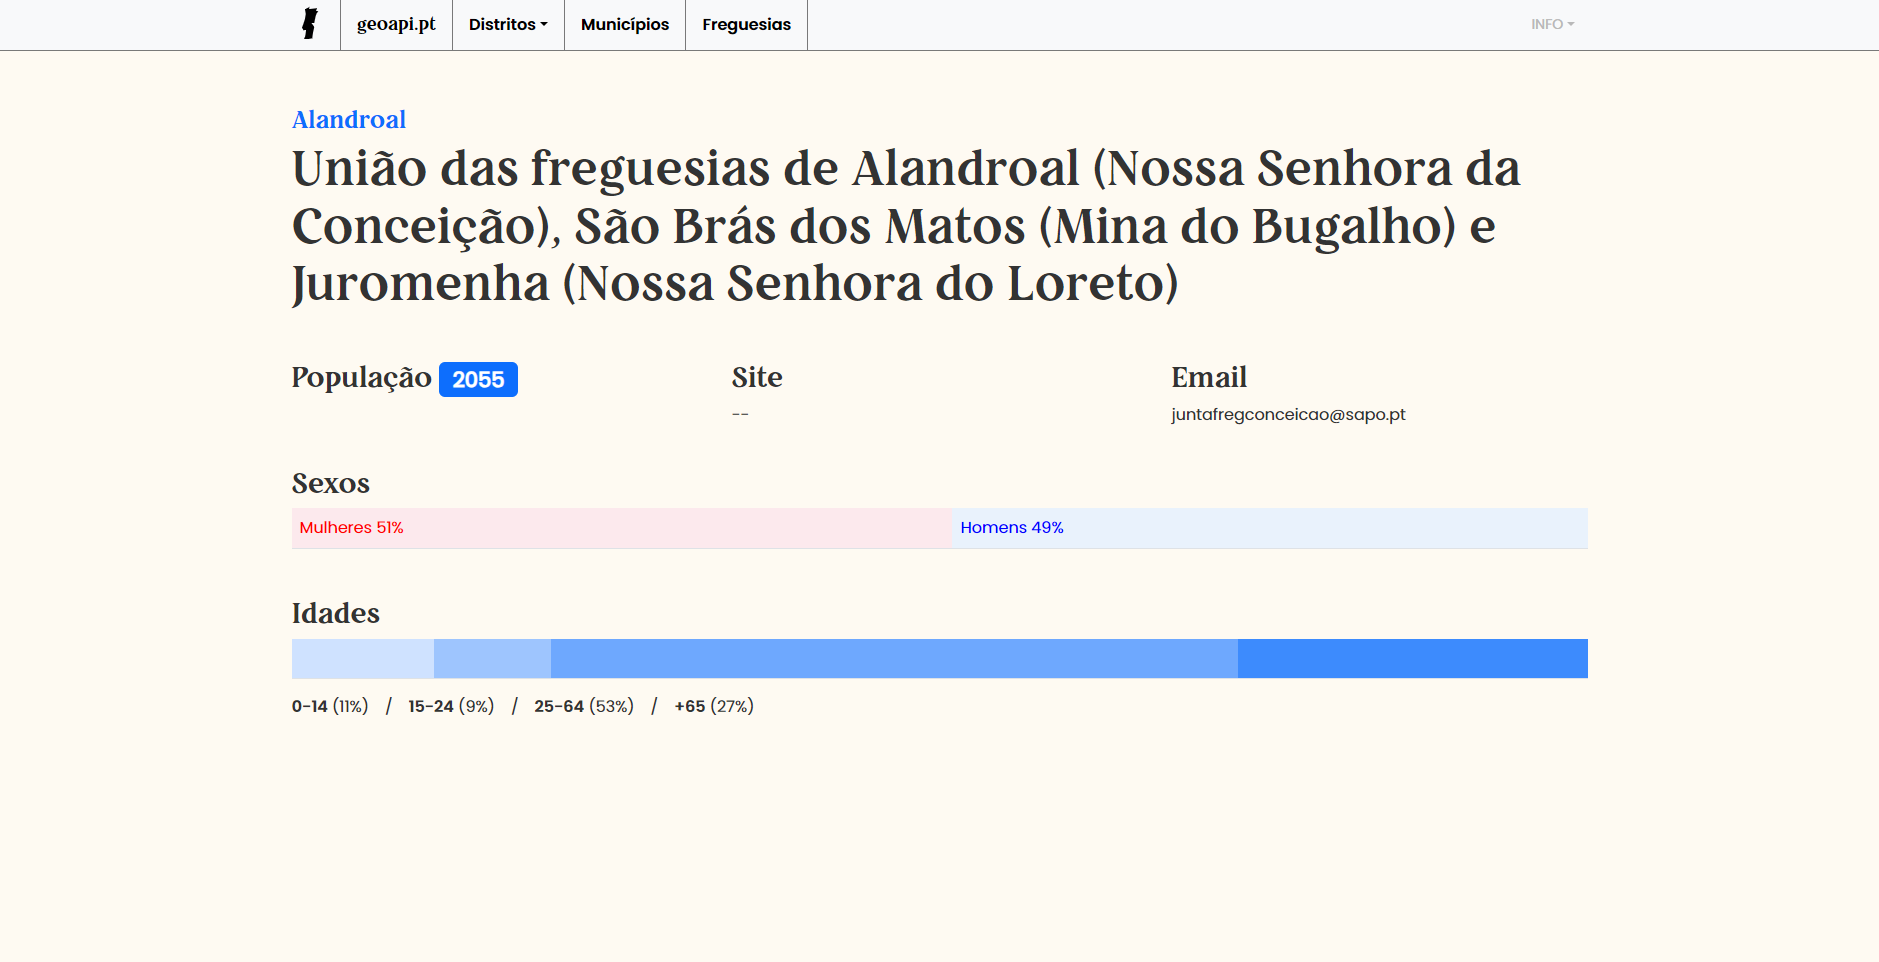 geoapi.pt Distritos Municípios Freguesias INFO
Alandroal
União das freguesias de Alandroal (Nossa Senhora da
Conceição), São Brás dos Matos (Mina do Bugalho) e
Juromenha (Nossa Senhora do Loreto)
População 2055 Site Email
-- juntafregconceicao@sapo.pt
Sexos
Mulheres 51% Homens 49%
Idades
0-14 (11%) / 15-24 (9%) / 25-64 (53%) / +65 (27%)